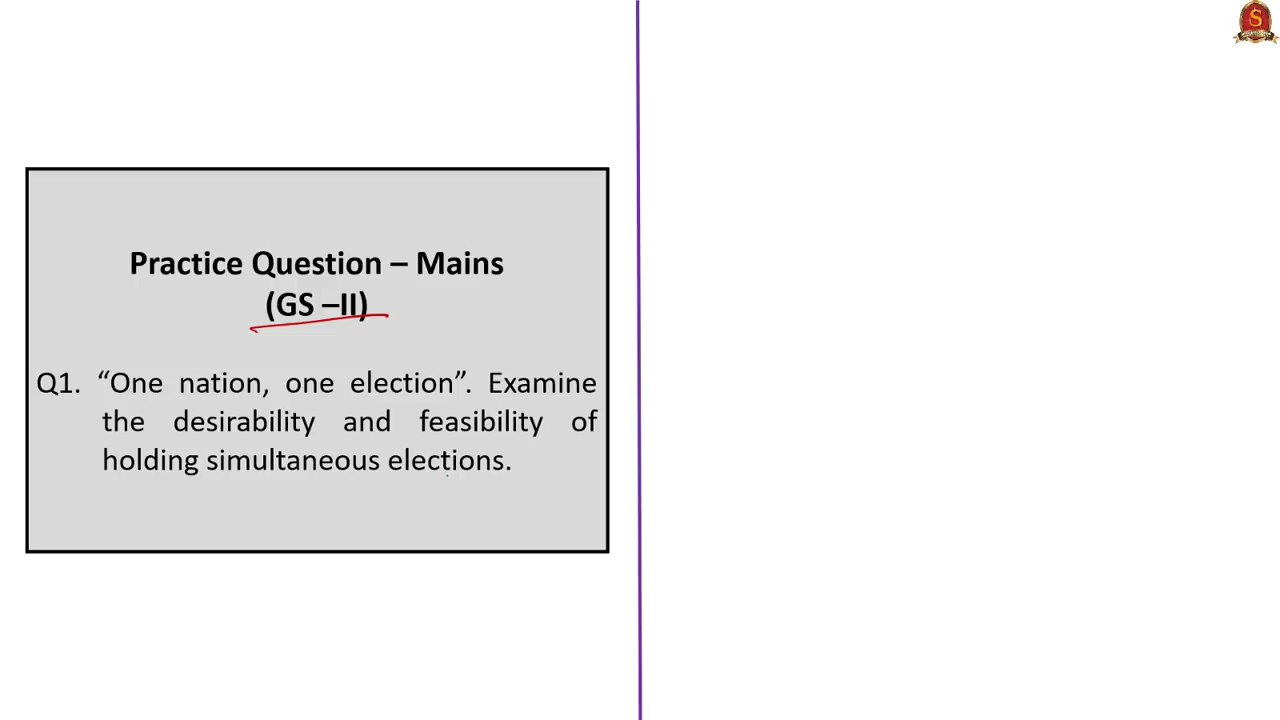 Practice Question – Mains
(GS –II)
Q1. “One nation, one election”. Examine
the desirability and feasibility of
holding simultaneous elections.
S